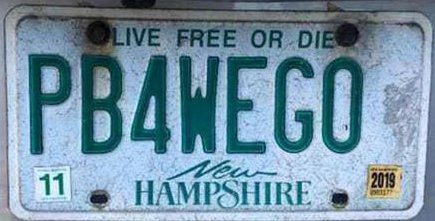 LIVE FREE OR DIE
PB4WEGO
New
HAMPSHIRE
11
2019